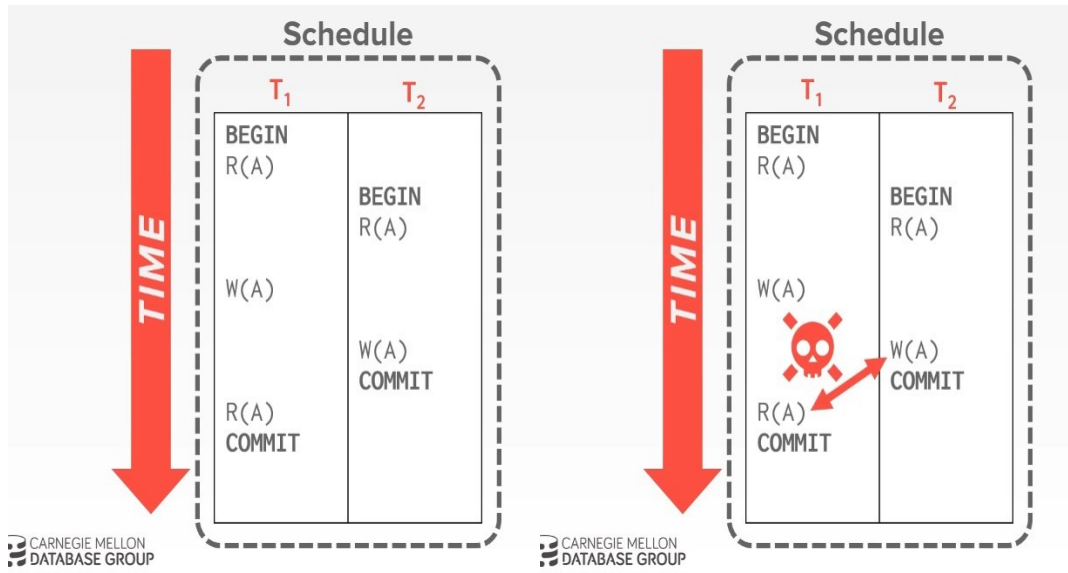 Schedule
T1 T2
BEGIN
R(A)
BEGIN
R(A)
W(A)
W(A)
COMMIT
R(A)
COMMIT
TIME
CARNEGIE MELLON
DATABASE GROUP
Schedule
T1 T2
BEGIN
R(A)
BEGIN
R(A)
W(A)
W(A)
COMMIT
R(A)
COMMIT
TIME
CARNEGIE MELLON
DATABASE GROUP